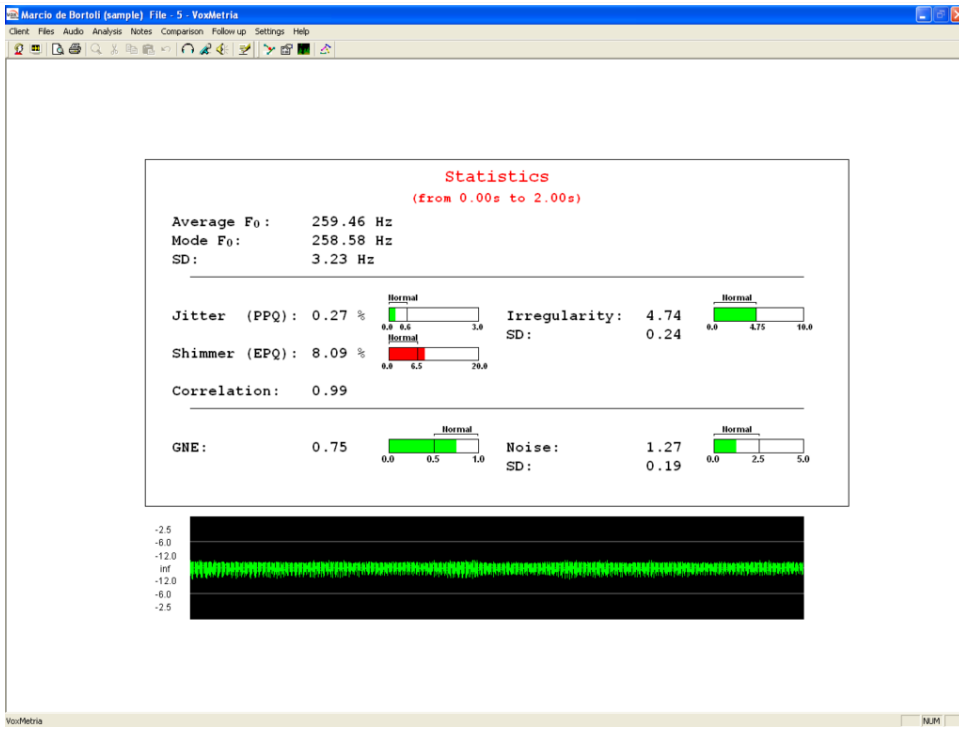 Marcio de Bortoli (sample) File - 5 - VoxMetria
Client Files Audio Analysis Notes Comparison Follow up Settings Help
Statistics
(from 0.00s to 2.00s)
Average F0: 259.46 Hz
Mode F0: 258.58 Hz
SD: 3.23 Hz
Normal Normal
Jitter (PPQ): 0.27 % Irregularity: 4.74
0.0 0.6 3.0 0.0 4.75 10.0
SD: 0.24
Normal
Shimmer (EPQ): 8.09 %
0.0 6.5 20.0
Correlation: 0.99
Normal Normal
GNE: 0.75 Noise: 1.27
0.0 0.5 1.0 0.0 2.5 5.0
SD: 0.19
-2.5
-6.0
-12.0
inf
-12.0
-6.0
-2.5
VoxMetria NUM